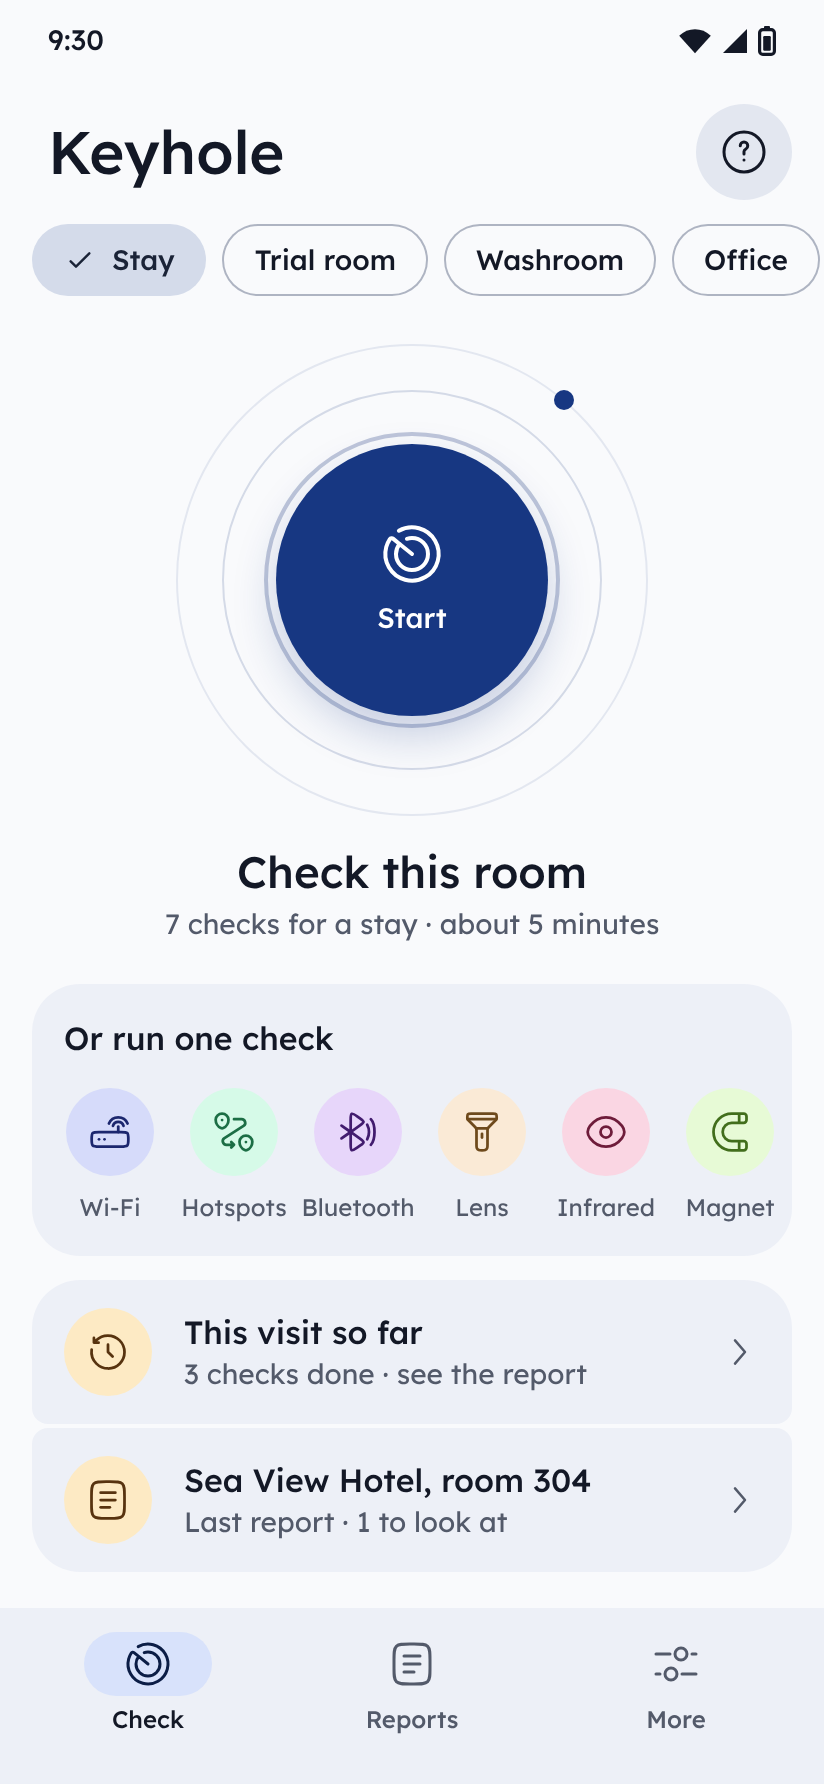 9:30
Keyhole
Stay
Trial room
Washroom
Office
Start
Check this room
7 checks for a stay · about 5 minutes
Or run one check
Wi-Fi
Hotspots
Bluetooth
Lens
Infrared
Magnet
This visit so far
3 checks done · see the report
Sea View Hotel, room 304
Last report · 1 to look at
Check
Reports
More